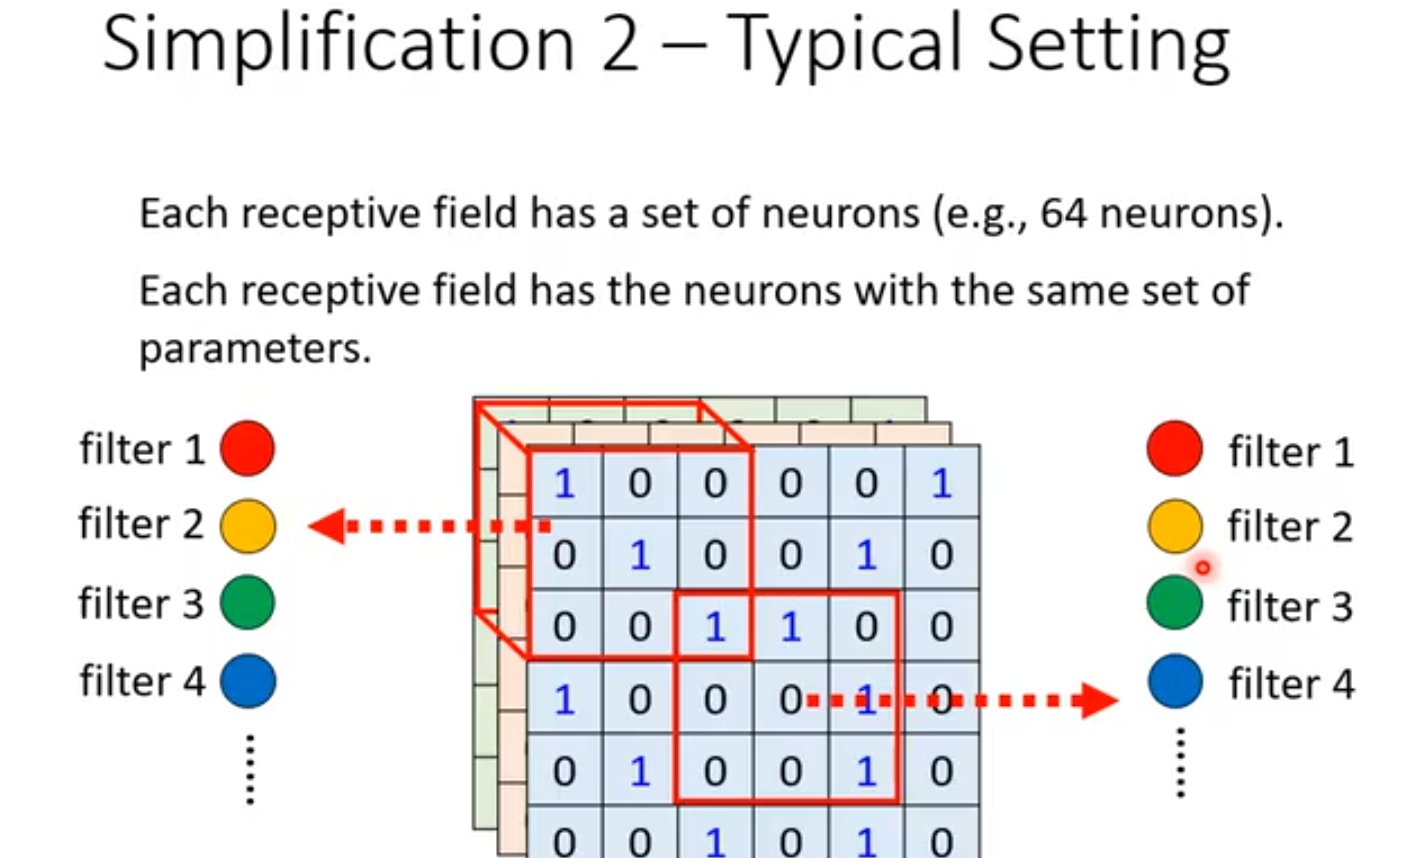 Simplification 2 – Typical Setting
Each receptive field has a set of neurons (e.g., 64 neurons).
Each receptive field has the neurons with the same set of
parameters.
filter 1
filter 2
filter 3
filter 4
1 0 0 0 0 1
0 1 0 0 1 0
0 0 1 1 0 0
1 0 0 0 1 0
0 1 0 0 1 0
0 0 1 0 1 0
filter 1
filter 2
filter 3
filter 4